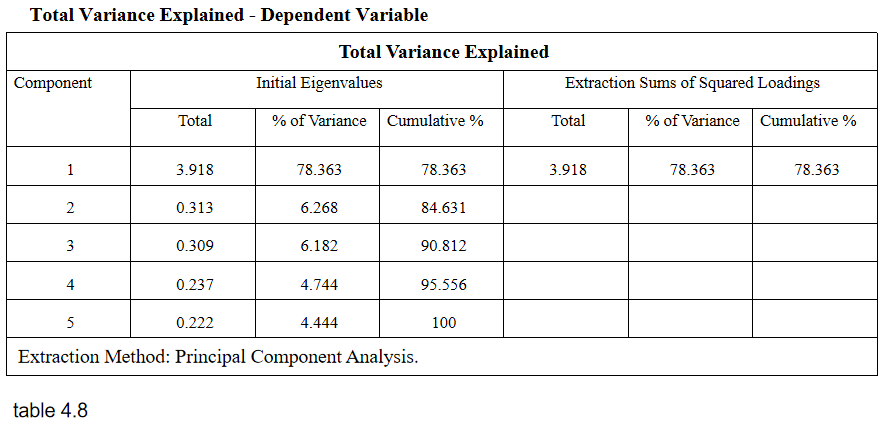 Total Variance Explained - Dependent Variable
Total Variance Explained
Component Initial Eigenvalues Extraction Sums of Squared Loadings
Total % of Variance Cumulative % Total % of Variance Cumulative %
1 3.918 78.363 78.363 3.918 78.363 78.363
2 0.313 6.268 84.631
3 0.309 6.182 90.812
4 0.237 4.744 95.556
5 0.222 4.444 100
Extraction Method: Principal Component Analysis.
table 4.8